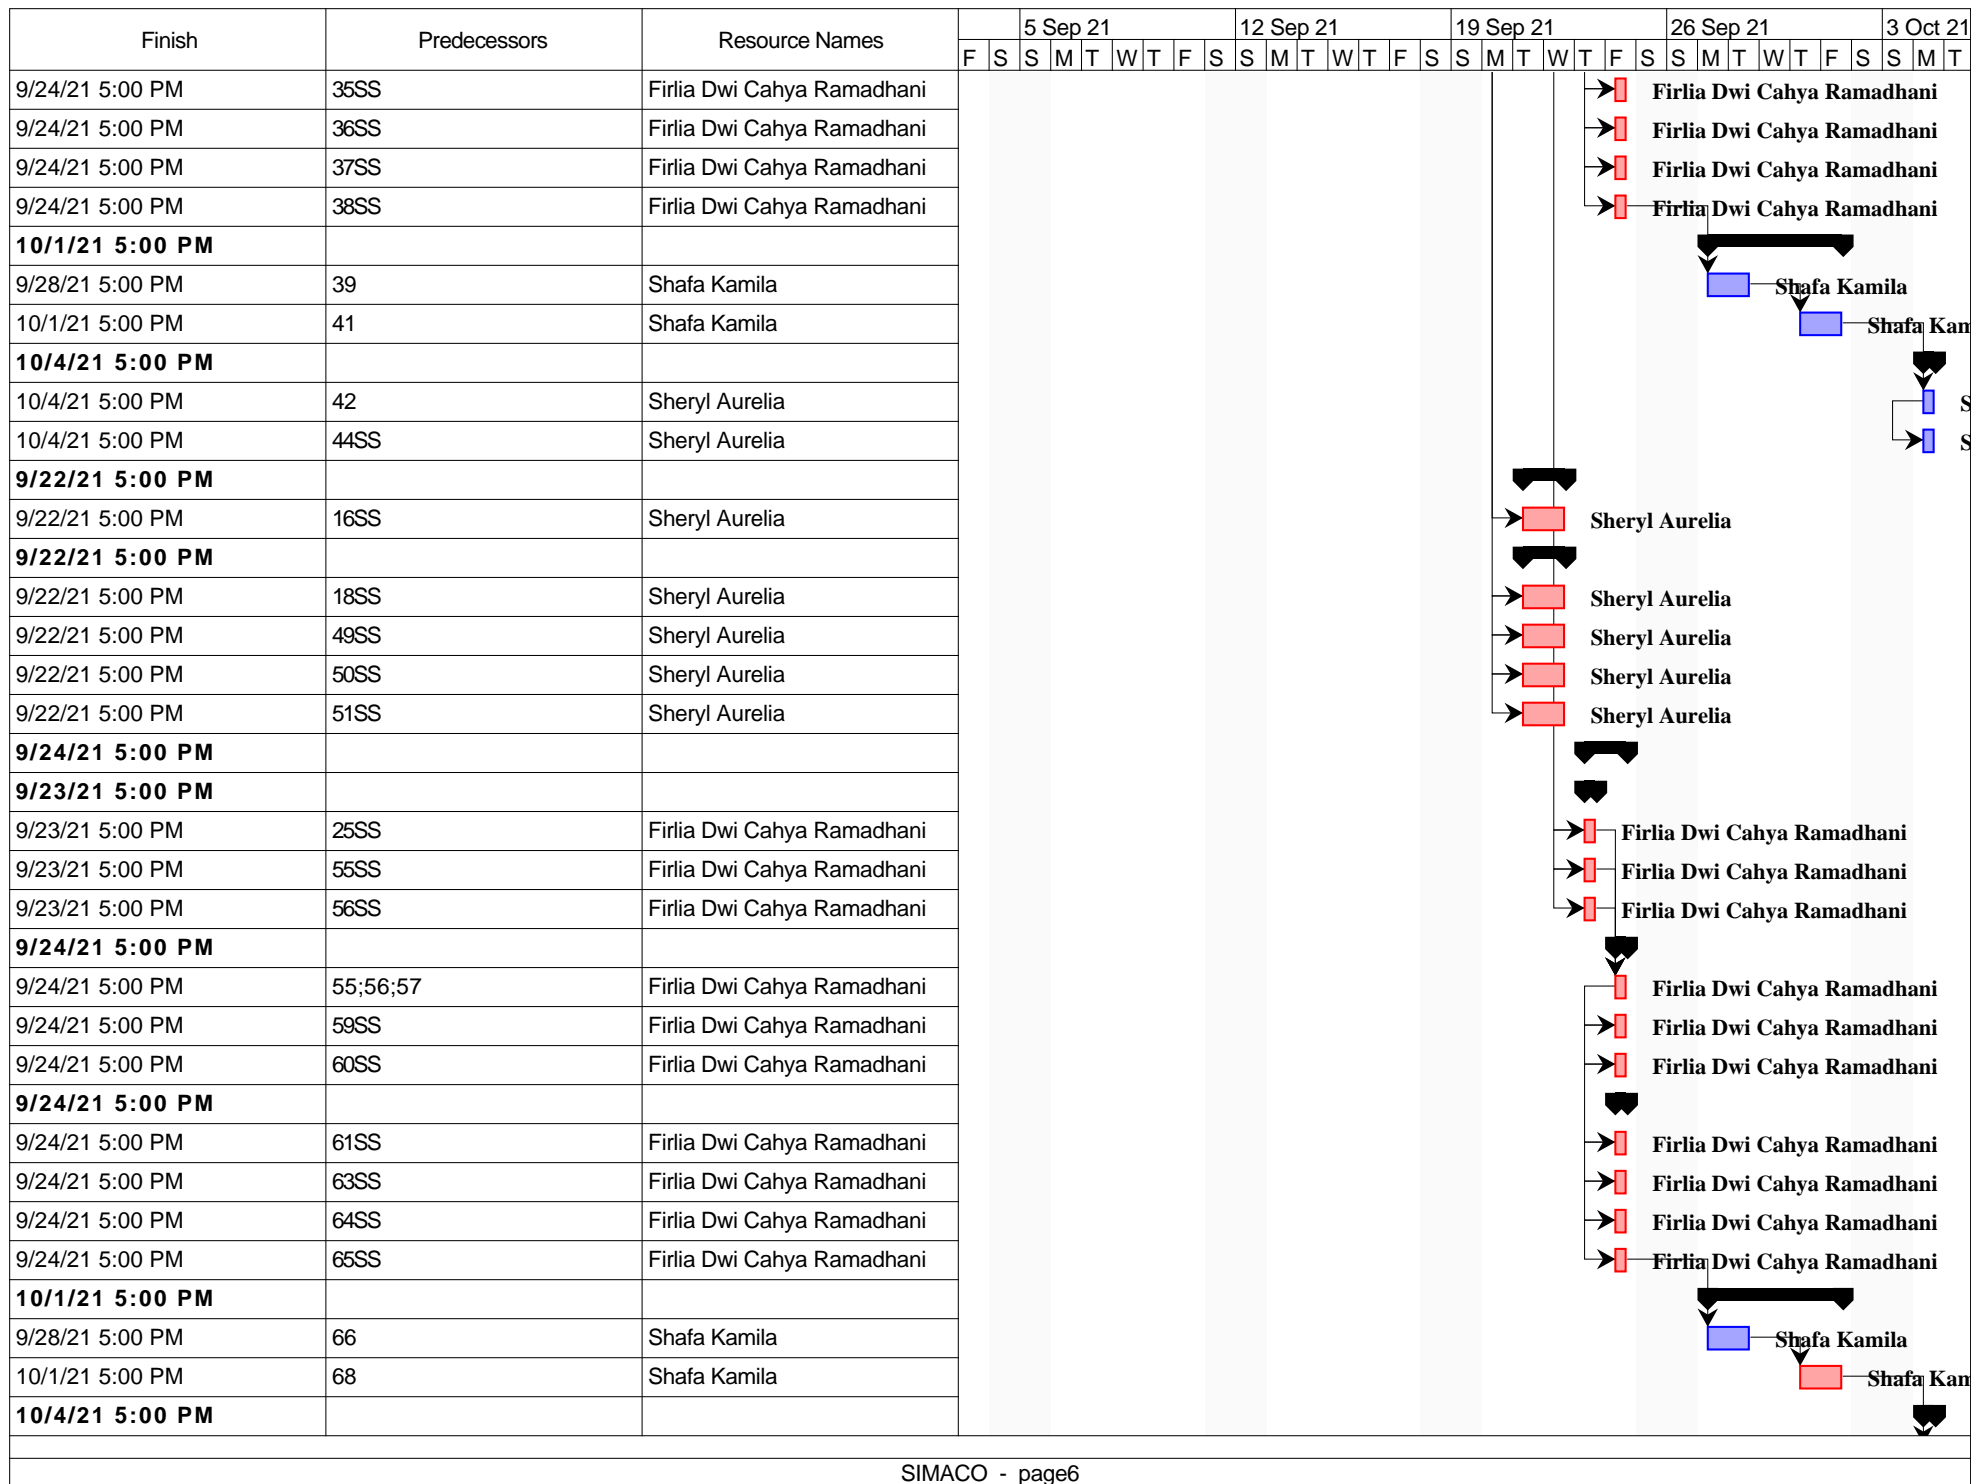 Finish Predecessors Resource Names 5 Sep 21 12 Sep 21 19 Sep 21 26 Sep 21 3 Oct 21
F S S M T W T F S S M T W T F S S M T W T F S S M T W T F S S M T
9/24/21 5:00 PM 35SS Firlia Dwi Cahya Ramadhani Firlia Dwi Cahya Ramadhani
9/24/21 5:00 PM 36SS Firlia Dwi Cahya Ramadhani Firlia Dwi Cahya Ramadhani
9/24/21 5:00 PM 37SS Firlia Dwi Cahya Ramadhani Firlia Dwi Cahya Ramadhani
9/24/21 5:00 PM 38SS Firlia Dwi Cahya Ramadhani Firlia Dwi Cahya Ramadhani
10/1/21 5:00 PM
9/28/21 5:00 PM 39 Shafa Kamila Shafa Kamila
10/1/21 5:00 PM 41 Shafa Kamila Shafa Kam
10/4/21 5:00 PM
10/4/21 5:00 PM 42 Sheryl Aurelia S
10/4/21 5:00 PM 44SS Sheryl Aurelia S
9/22/21 5:00 PM
9/22/21 5:00 PM 16SS Sheryl Aurelia Sheryl Aurelia
9/22/21 5:00 PM
9/22/21 5:00 PM 18SS Sheryl Aurelia Sheryl Aurelia
9/22/21 5:00 PM 49SS Sheryl Aurelia Sheryl Aurelia
9/22/21 5:00 PM 50SS Sheryl Aurelia Sheryl Aurelia
9/22/21 5:00 PM 51SS Sheryl Aurelia Sheryl Aurelia
9/24/21 5:00 PM
9/23/21 5:00 PM
9/23/21 5:00 PM 25SS Firlia Dwi Cahya Ramadhani Firlia Dwi Cahya Ramadhani
9/23/21 5:00 PM 55SS Firlia Dwi Cahya Ramadhani Firlia Dwi Cahya Ramadhani
9/23/21 5:00 PM 56SS Firlia Dwi Cahya Ramadhani Firlia Dwi Cahya Ramadhani
9/24/21 5:00 PM
9/24/21 5:00 PM 55;56;57 Firlia Dwi Cahya Ramadhani Firlia Dwi Cahya Ramadhani
9/24/21 5:00 PM 59SS Firlia Dwi Cahya Ramadhani Firlia Dwi Cahya Ramadhani
9/24/21 5:00 PM 60SS Firlia Dwi Cahya Ramadhani Firlia Dwi Cahya Ramadhani
9/24/21 5:00 PM
9/24/21 5:00 PM 61SS Firlia Dwi Cahya Ramadhani Firlia Dwi Cahya Ramadhani
9/24/21 5:00 PM 63SS Firlia Dwi Cahya Ramadhani Firlia Dwi Cahya Ramadhani
9/24/21 5:00 PM 64SS Firlia Dwi Cahya Ramadhani Firlia Dwi Cahya Ramadhani
9/24/21 5:00 PM 65SS Firlia Dwi Cahya Ramadhani Firlia Dwi Cahya Ramadhani
10/1/21 5:00 PM
9/28/21 5:00 PM 66 Shafa Kamila Shafa Kamila
10/1/21 5:00 PM 68 Shafa Kamila Shafa Kam
10/4/21 5:00 PM
SIMACO - page6